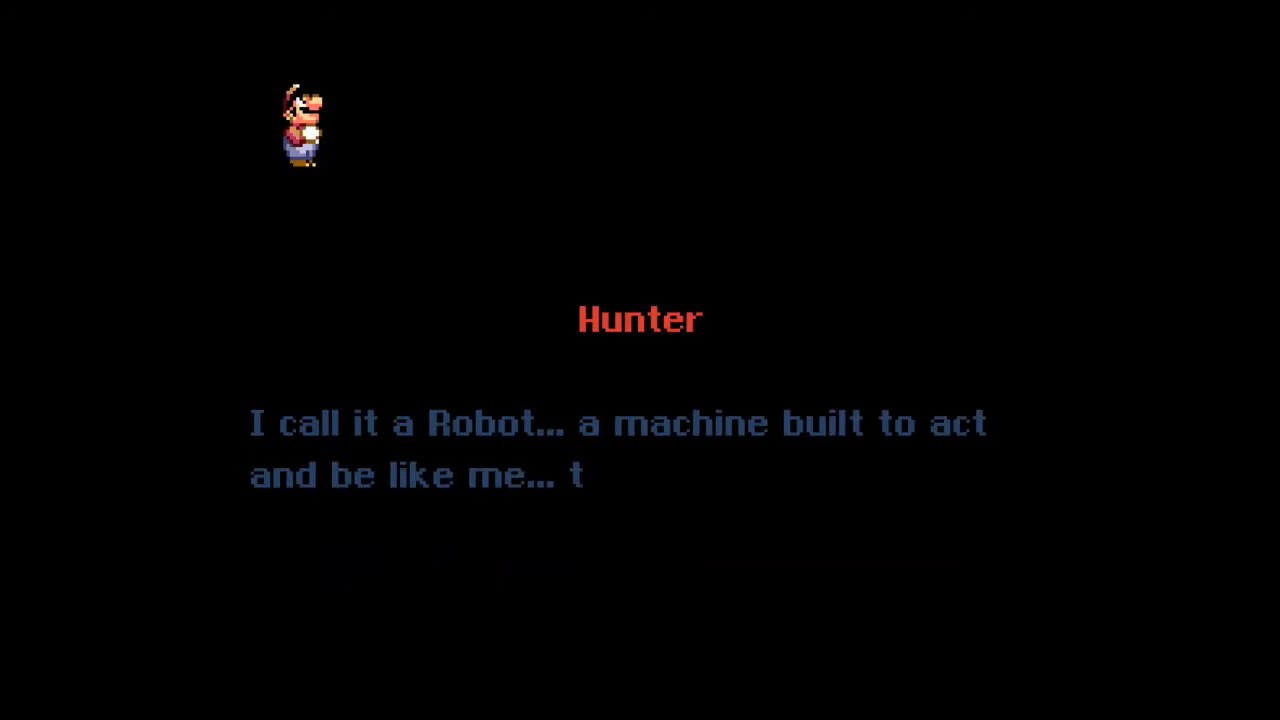 Hunter
I call it a Robot... a machine built to act
and be like me... t